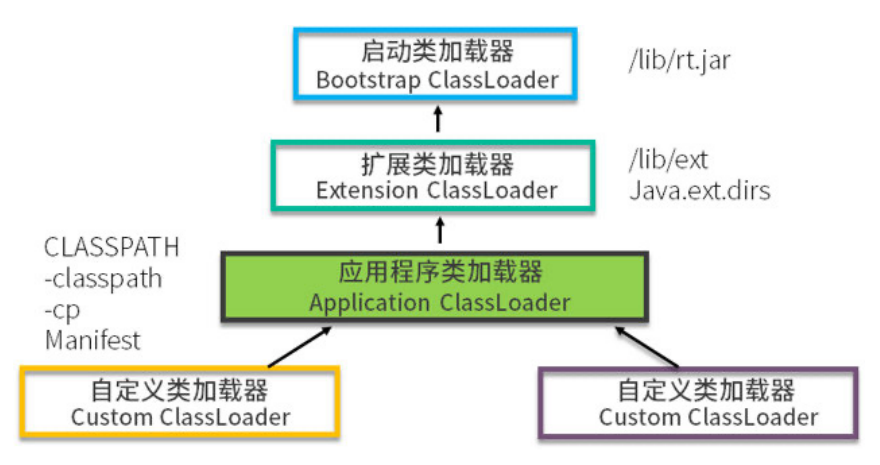 启动类加载器
Bootstrap ClassLoader
/lib/rt.jar
扩展类加载器
Extension ClassLoader
/lib/ext
Java.ext.dirs
CLASSPATH
-classpath
-cp
Manifest
应用程序类加载器
Application ClassLoader
自定义类加载器
Custom ClassLoader
自定义类加载器
Custom ClassLoader